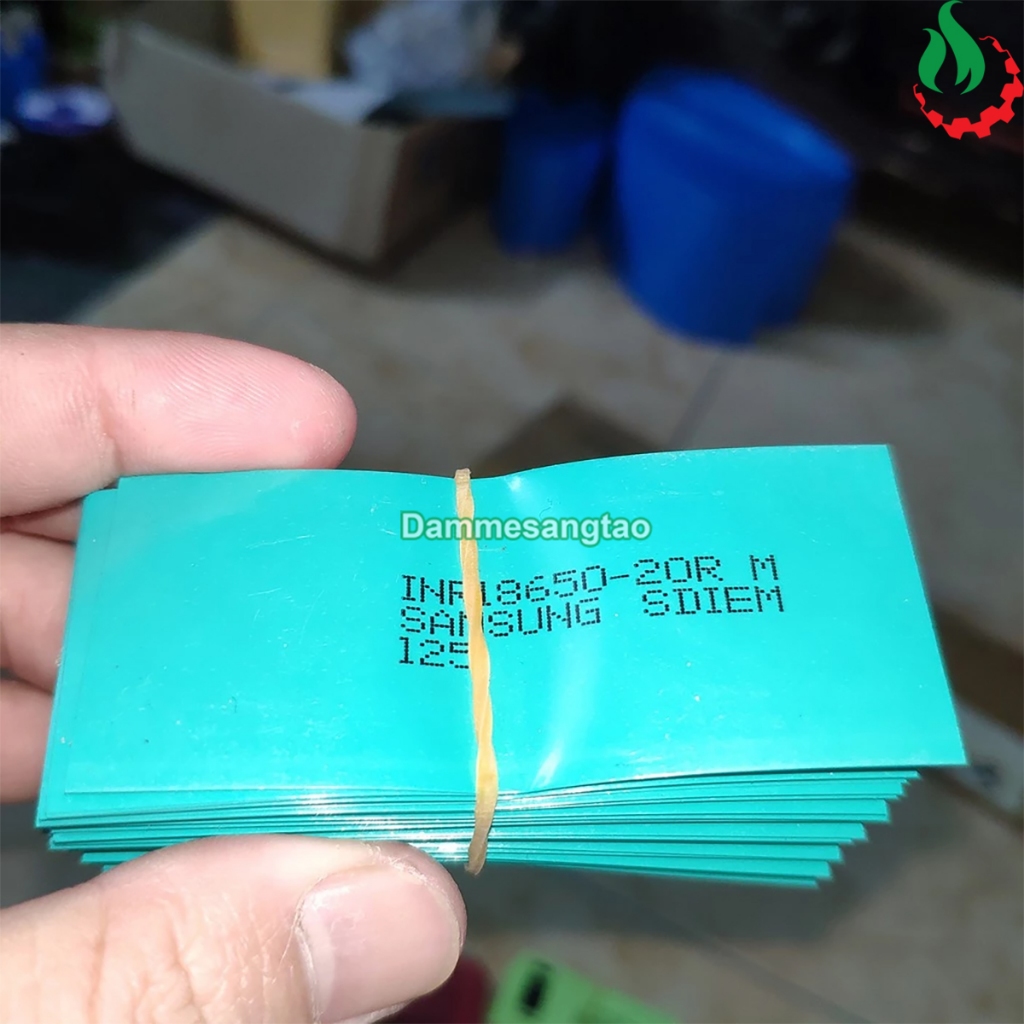 Dammesangtao
INR18650-20R M
SAMSUNG SDIEM
125